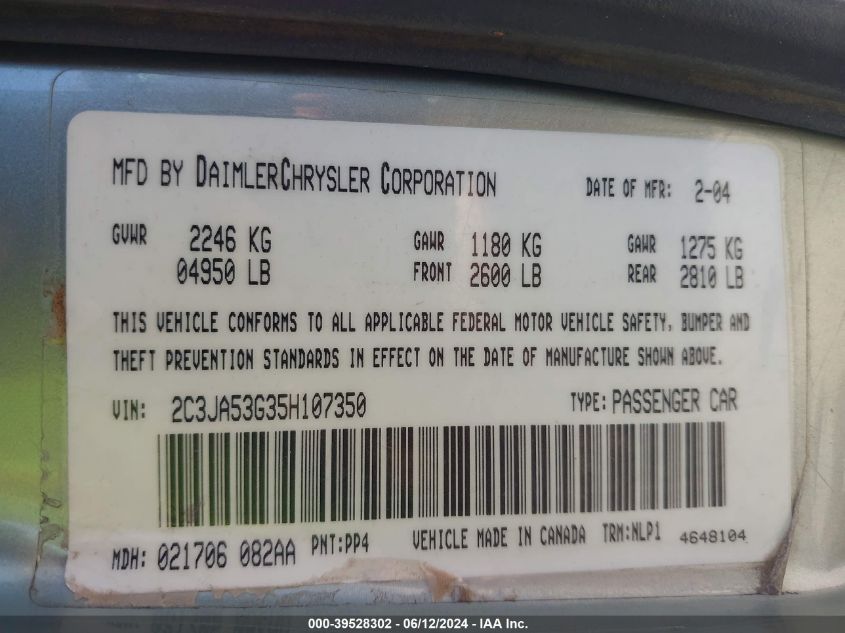 MFD BY DAIMLERCHRYSLER CORPORATION DATE OF MFR: 2-04
GVWR 2246 KG GAWR 1180 KG GAWR 1275 KG
04950 LB FRONT 2600 LB REAR 2810 LB
THIS VEHICLE CONFORMS TO ALL APPLICABLE FEDERAL MOTOR VEHICLE SAFETY, BUMPER AND
THEFT PREVENTION STANDARDS IN EFFECT ON THE DATE OF MANUFACTURE SHOWN ABOVE.
VIN: 2C3JA53G35H107350 TYPE: PASSENGER CAR
MDH: 021706 082AA PNT:PP4 VEHICLE MADE IN CANADA TRM:NLP1 4648104
000-39528302 - 06/12/2024 - IAA Inc.